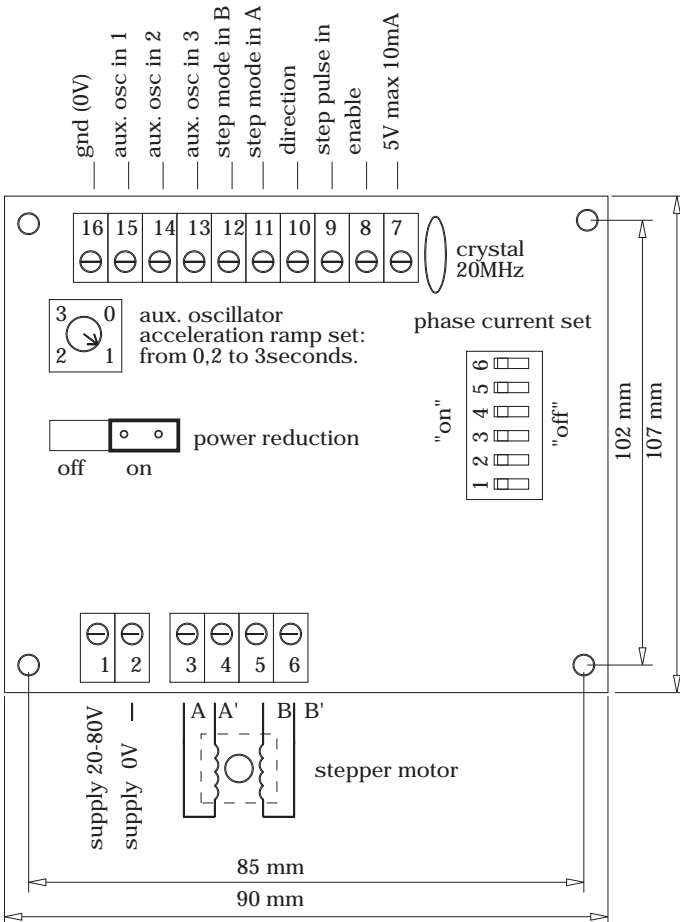 gnd (0V)
aux. osc in 1
aux. osc in 2
aux. osc in 3
step mode in B
step mode in A
direction
step pulse in
enable
5V max 10mA
16 15 14 13 12 11 10 9 8 7
crystal
20MHz
3 0
2 1
aux. oscillator
acceleration ramp set:
from 0,2 to 3seconds.
phase current set
"on"
6
5
4
3
2
1
"off"
102 mm
107 mm
power reduction
off on
1 2 3 4 5 6
supply 20-80V
supply 0V
A A' B B'
stepper motor
85 mm
90 mm